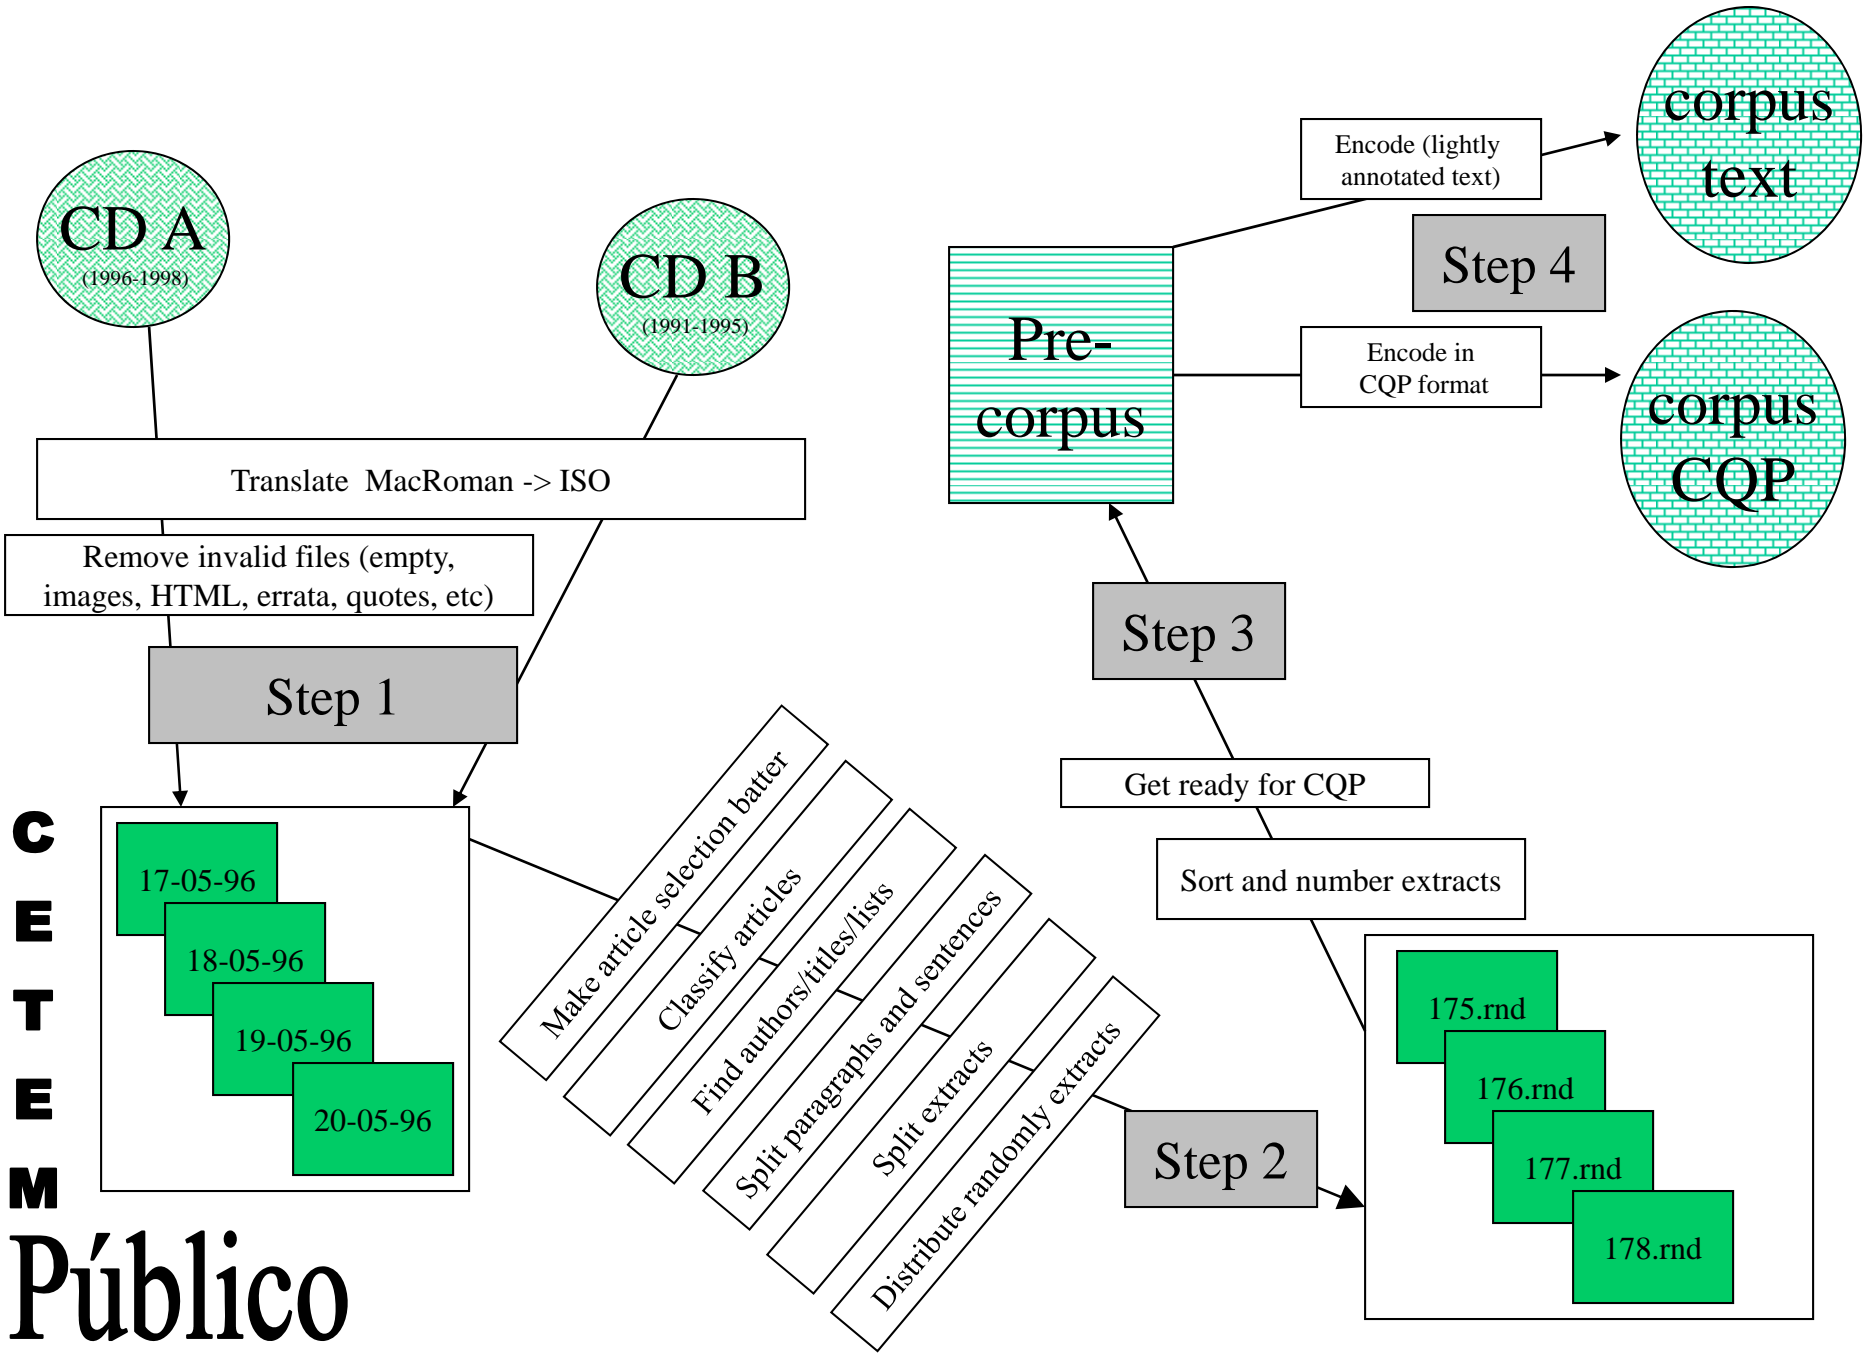 CD A
(1996-1998)
CD B
(1991-1995)
Translate MacRoman -> ISO
Remove invalid files (empty,
images, HTML, errata, quotes, etc)
Step 1
17-05-96
18-05-96
19-05-96
20-05-96
C
E
T
E
M
Público
Make article selection batter
Classify articles
Find authors/titles/lists
Split paragraphs and sentences
Split extracts
Distribute randomly extracts
Step 2
175.rnd
176.rnd
177.rnd
178.rnd
Sort and number extracts
Get ready for CQP
Step 3
Pre-
corpus
Encode (lightly
annotated text)
Step 4
Encode in
CQP format
corpus
text
corpus
CQP